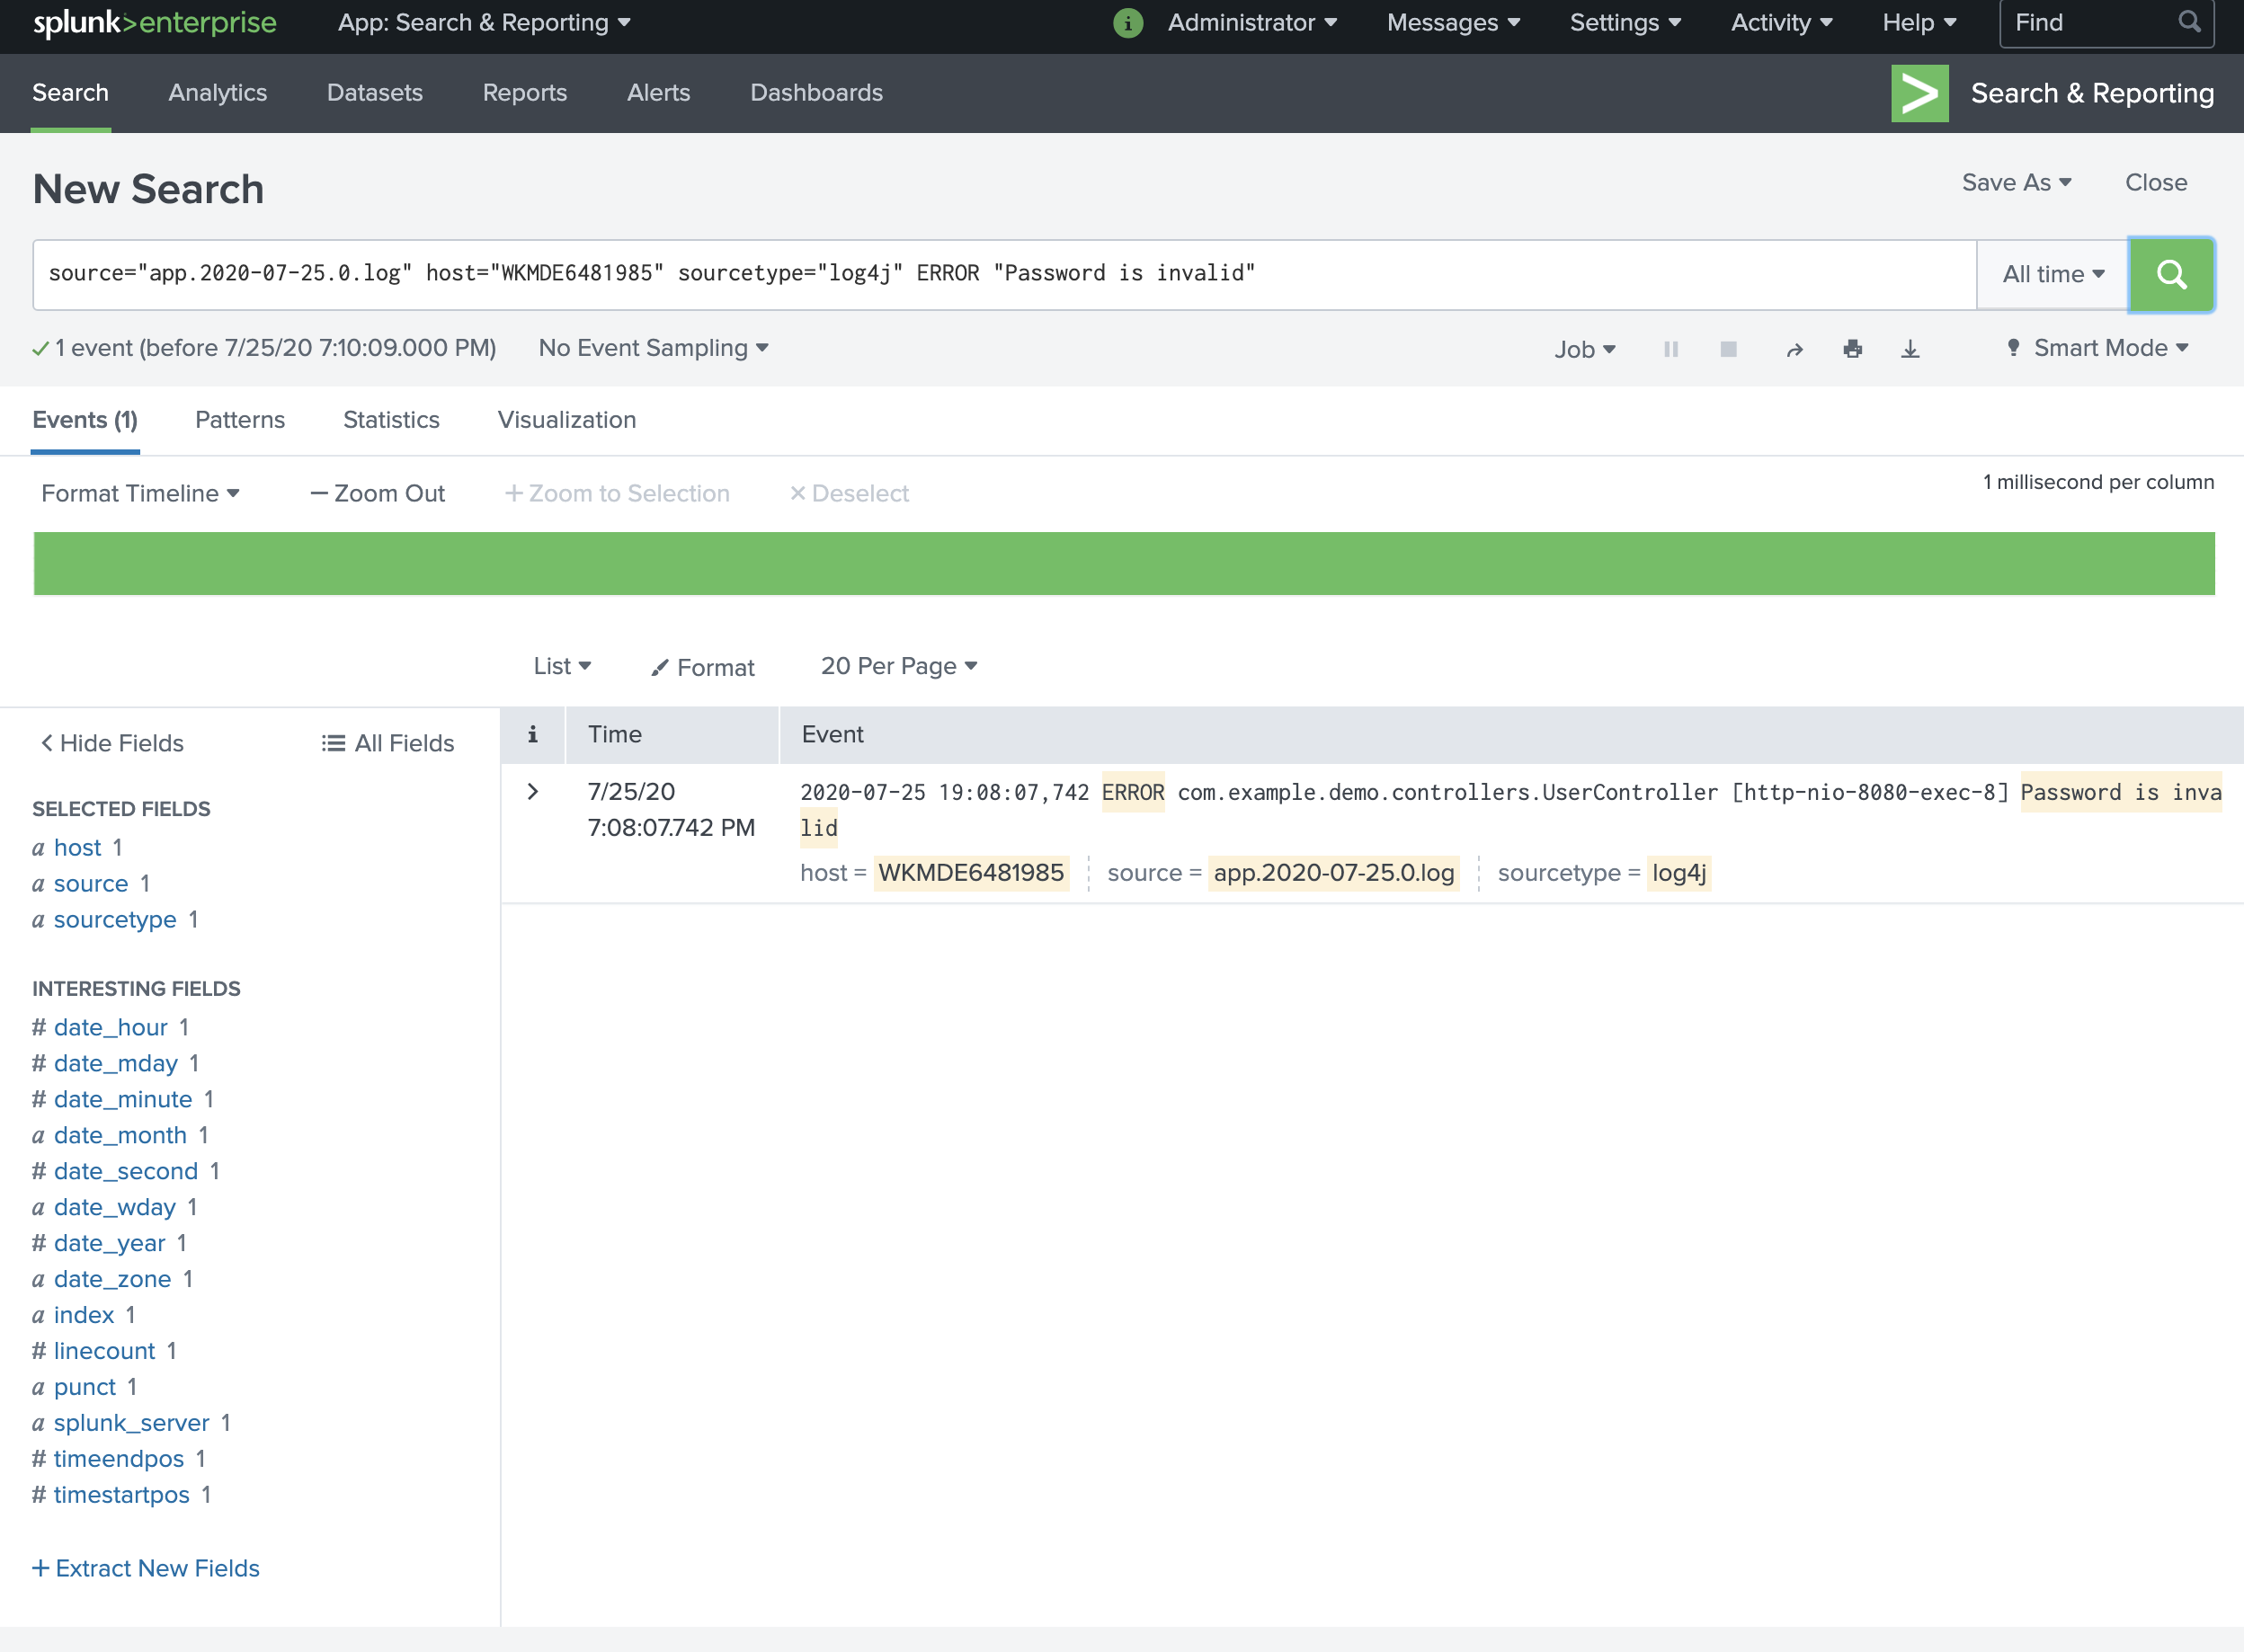 splunk>enterprise App: Search & Reporting i Administrator Messages Settings Activity Help Find
Search Analytics Datasets Reports Alerts Dashboards > Search & Reporting
New Search Save As Close
source="app.2020-07-25.0.log" host="WKMDE6481985" sourcetype="log4j" ERROR "Password is invalid" All time
1 event (before 7/25/20 7:10:09.000 PM) No Event Sampling Job Smart Mode
Events (1) Patterns Statistics Visualization
Format Timeline — Zoom Out + Zoom to Selection × Deselect 1 millisecond per column
List Format 20 Per Page
< Hide Fields All Fields
SELECTED FIELDS
a host 1
a source 1
a sourcetype 1
INTERESTING FIELDS
# date_hour 1
# date_mday 1
# date_minute 1
a date_month 1
# date_second 1
a date_wday 1
# date_year 1
a date_zone 1
a index 1
# linecount 1
a punct 1
a splunk_server 1
# timeendpos 1
# timestartpos 1
+ Extract New Fields
i Time Event
> 7/25/20
7:08:07.742 PM
2020-07-25 19:08:07,742 ERROR com.example.demo.controllers.UserController [http-nio-8080-exec-8] Password is inva
lid
host = WKMDE6481985 source = app.2020-07-25.0.log sourcetype = log4j